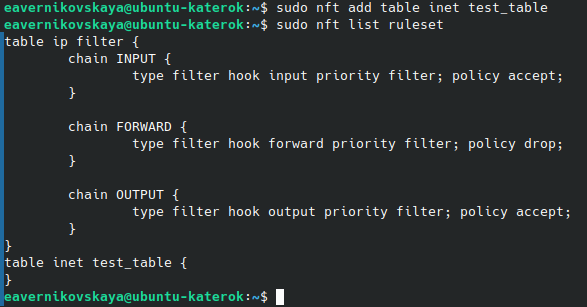 eavernikovskaya@ubuntu-katerok:~$ sudo nft add table inet test_table
eavernikovskaya@ubuntu-katerok:~$ sudo nft list ruleset
table ip filter {
        chain INPUT {
                type filter hook input priority filter; policy accept;
        }

        chain FORWARD {
                type filter hook forward priority filter; policy drop;
        }

        chain OUTPUT {
                type filter hook output priority filter; policy accept;
        }
}
table inet test_table {
}
eavernikovskaya@ubuntu-katerok:~$